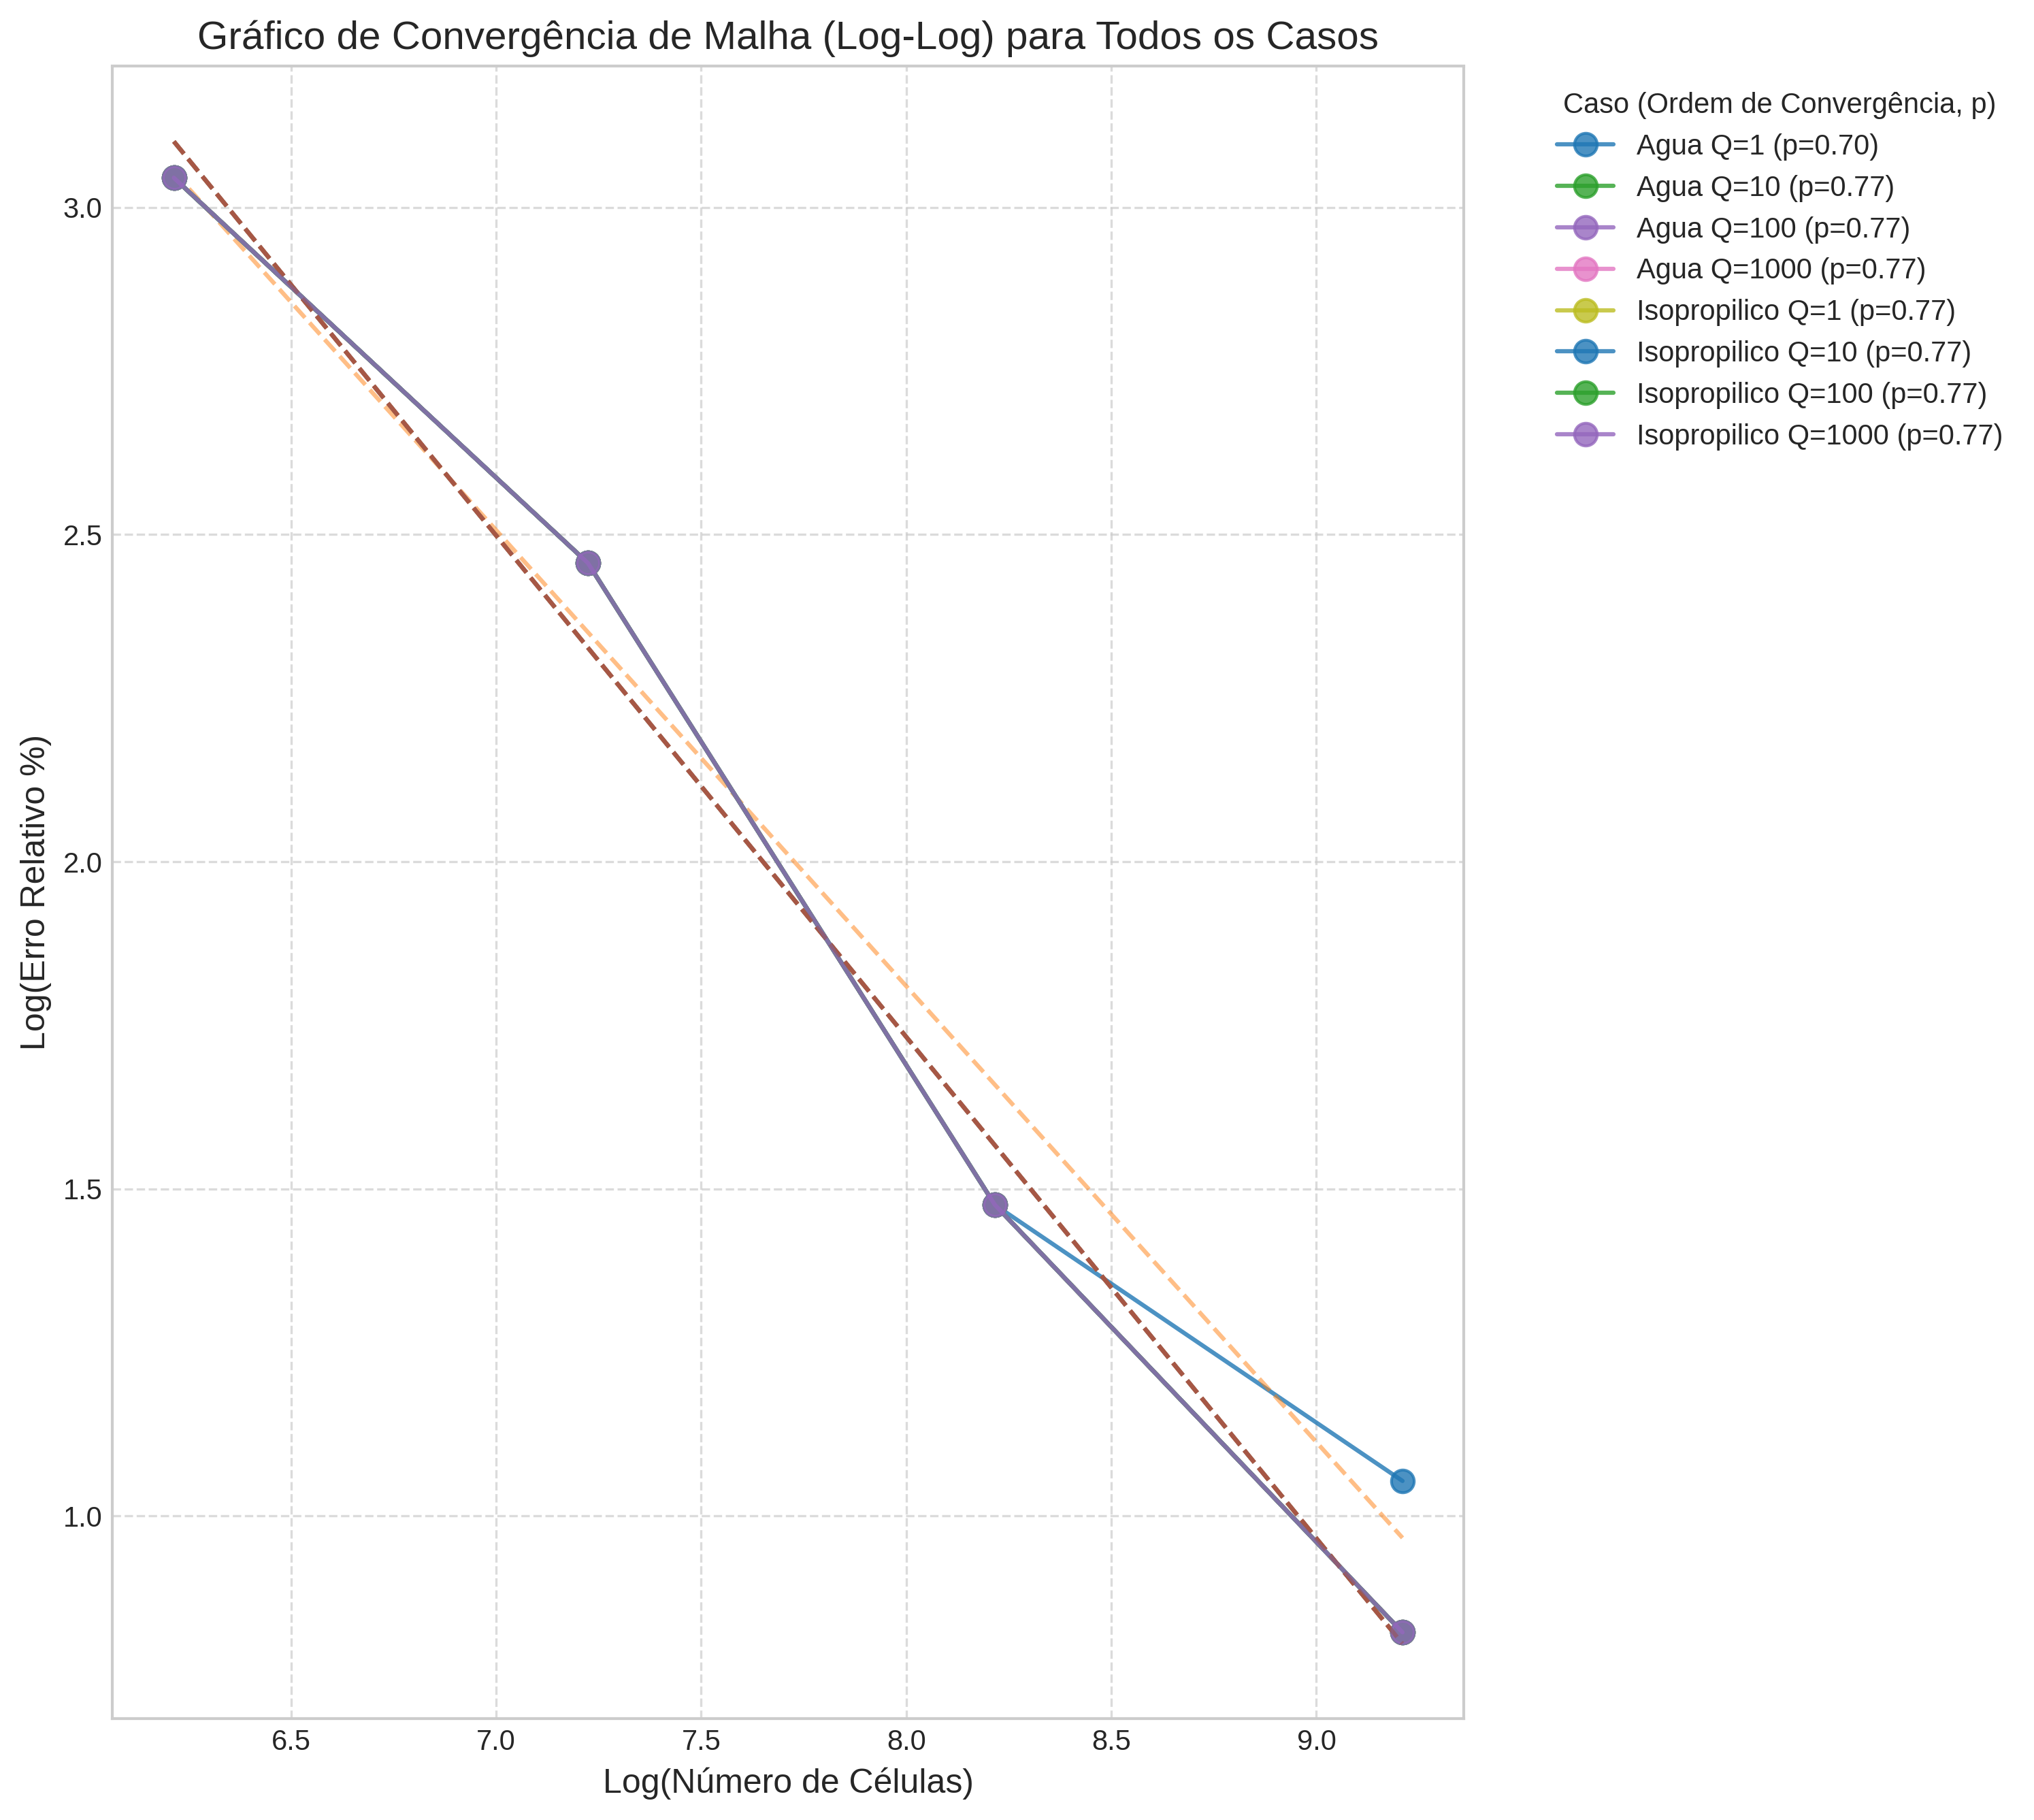 Gráfico de Convergência de Malha (Log-Log) para Todos os Casos
Caso (Ordem de Convergência, p)
Agua Q=1 (p=0.70)
Agua Q=10 (p=0.77)
Agua Q=100 (p=0.77)
Agua Q=1000 (p=0.77)
Isopropilico Q=1 (p=0.77)
Isopropilico Q=10 (p=0.77)
Isopropilico Q=100 (p=0.77)
Isopropilico Q=1000 (p=0.77)
Log(Erro Relativo %)
3.0
2.5
2.0
1.5
1.0
6.5 7.0 7.5 8.0 8.5 9.0
Log(Número de Células)